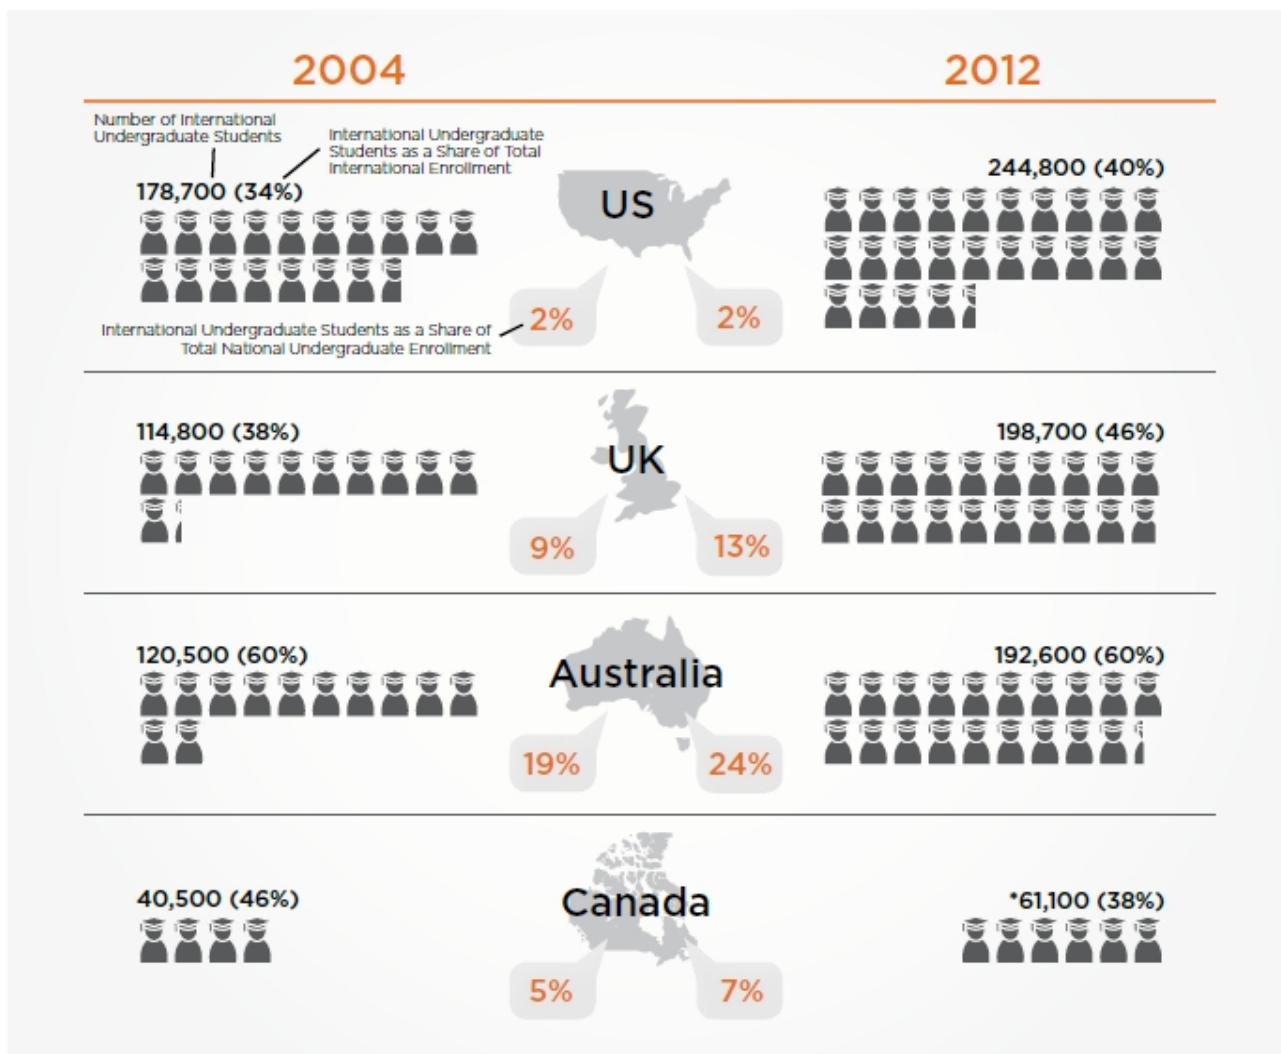 2004
2012
Number of International
Undergraduate Students
International Undergraduate
Students as a Share of Total
International Enrollment
178,700 (34%)
US
244,800 (40%)
2%
2%
International Undergraduate Students as a Share of
Total National Undergraduate Enrollment
114,800 (38%)
UK
198,700 (46%)
9%
13%
120,500 (60%)
Australia
192,600 (60%)
19%
24%
40,500 (46%)
Canada
*61,100 (38%)
5%
7%